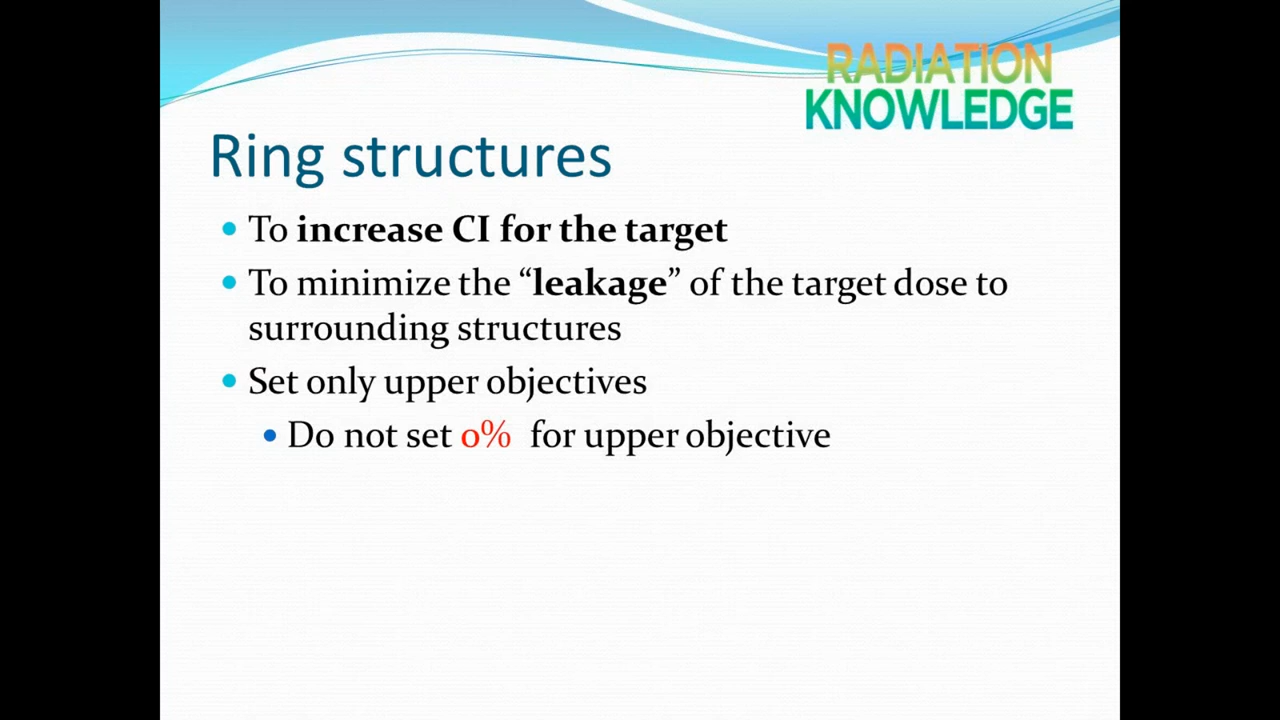 RADIATION
KNOWLEDGE
Ring structures
• To increase CI for the target
• To minimize the “leakage” of the target dose to
surrounding structures
• Set only upper objectives
• Do not set 0% for upper objective